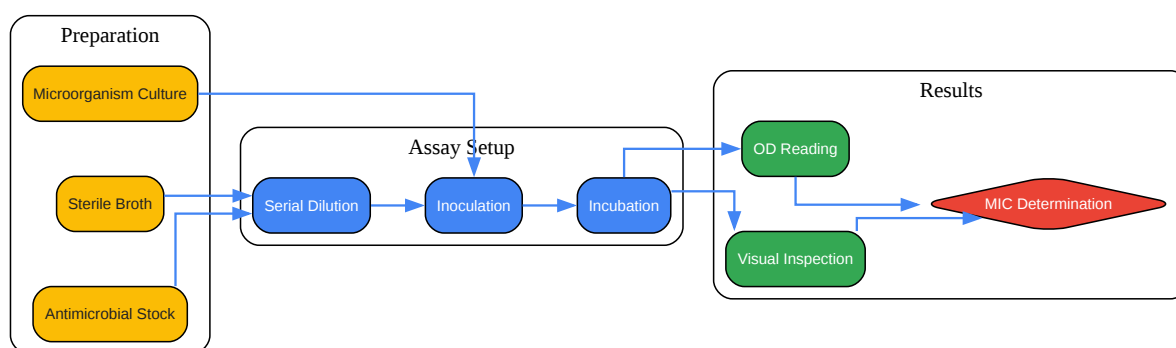 Preparation
Microorganism Culture
Sterile Broth
Antimicrobial Stock
Assay Setup
Serial Dilution
Inoculation
Incubation
Results
OD Reading
Visual Inspection
MIC Determination